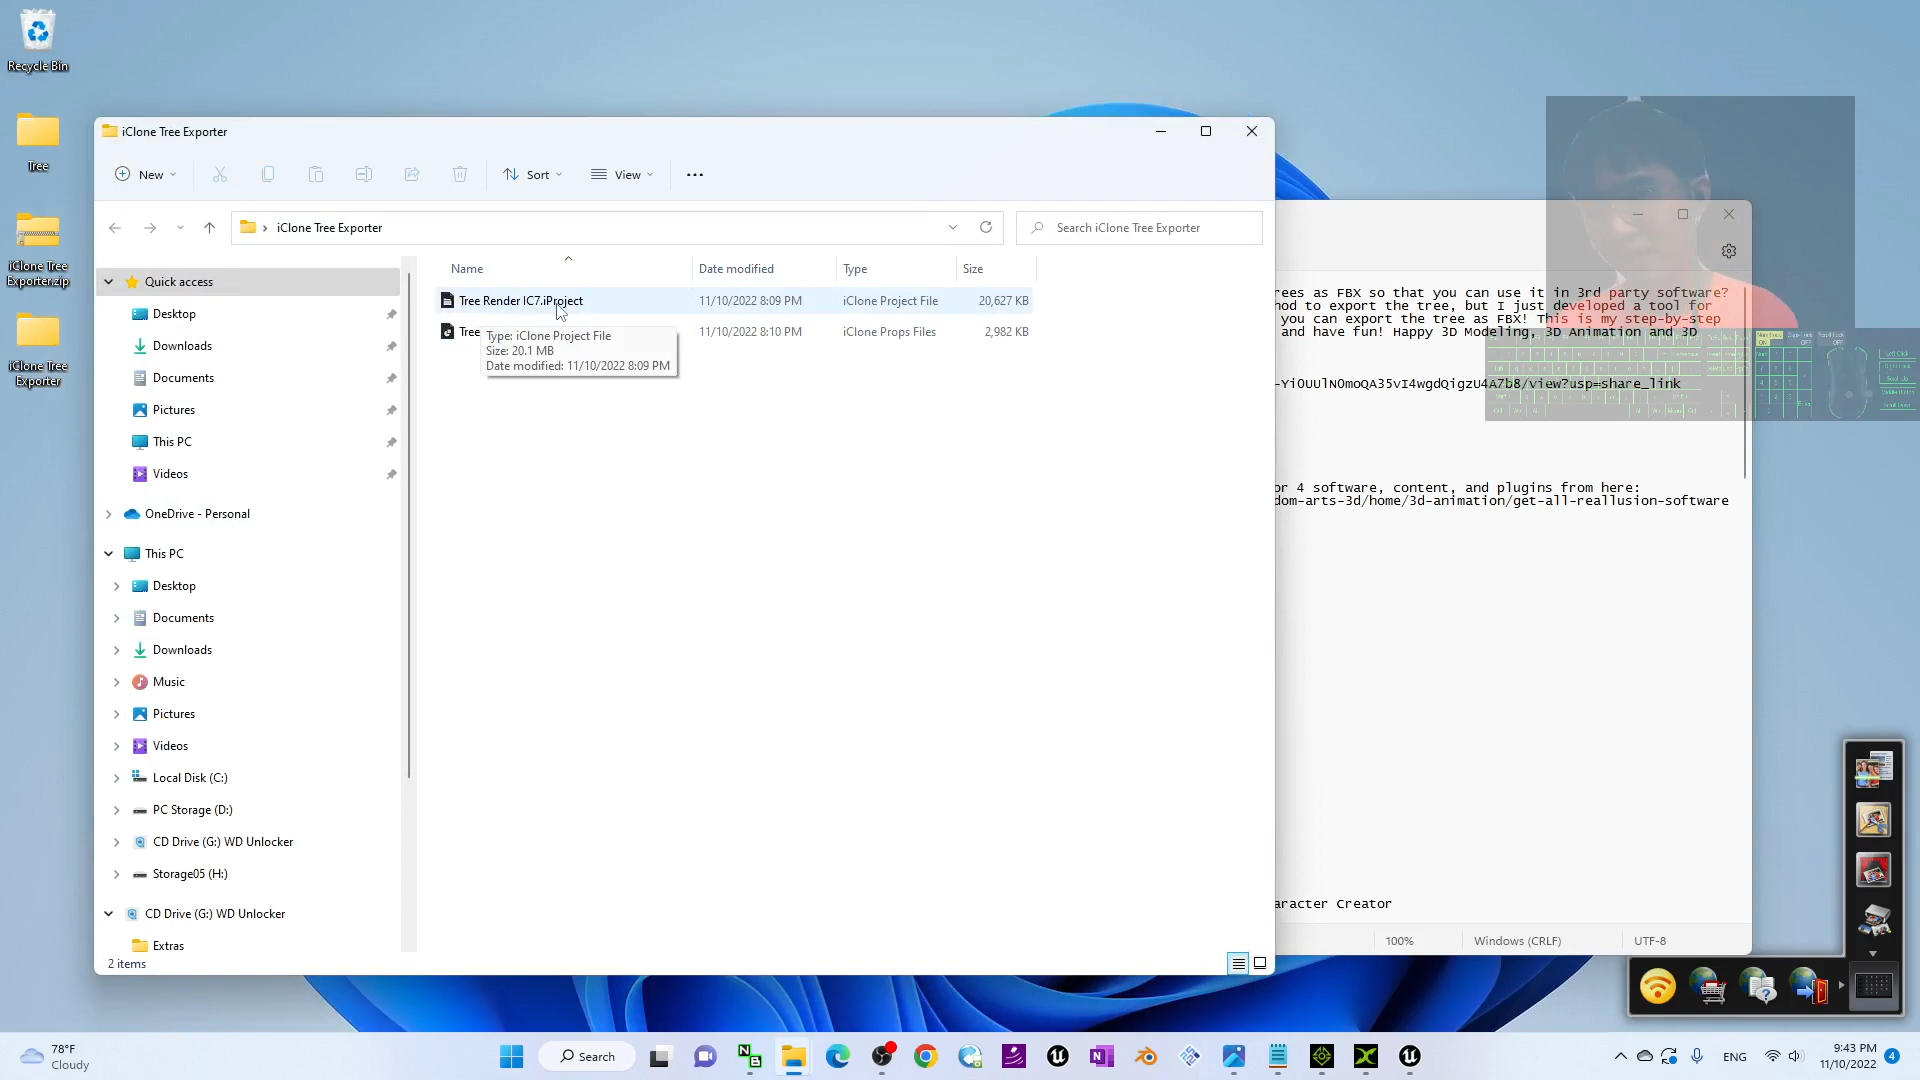 Recycle Bin
Tree
iClone Tree
Exporter.zip
iClone Tree
Exporter
iClone Tree Exporter
New
Sort
View
iClone Tree Exporter
Search iClone Tree Exporter
Name
Date modified
Type
Size
Tree Render IC7.iProject
11/10/2022 8:09 PM
iClone Project File
20,627 KB
Tree
11/10/2022 8:10 PM
iClone Props Files
2,982 KB
Type: iClone Project File
Size: 20.1 MB
Date modified: 11/10/2022 8:09 PM
Quick access
Desktop
Downloads
Documents
Pictures
This PC
Videos
OneDrive - Personal
This PC
Desktop
Documents
Downloads
Music
Pictures
Videos
Local Disk (C:)
PC Storage (D:)
CD Drive (G:) WD Unlocker
Storage05 (H:)
CD Drive (G:) WD Unlocker
Extras
2 items
rees as FBX so that you can use it in 3rd party software?
hod to export the tree, but I just developed a tool for
you can export the tree as FBX! This is my step-by-step
and have fun! Happy 3D Modeling, 3D Animation and 3D
/view?usp=share_link
or 4 software, content, and plugins from here:
dom-arts-3d/home/3d-animation/get-all-reallusion-software
aracter Creator
100%
Windows (CRLF)
UTF-8
78°F
Cloudy
Search
ENG
9:43 PM
11/10/2022
4